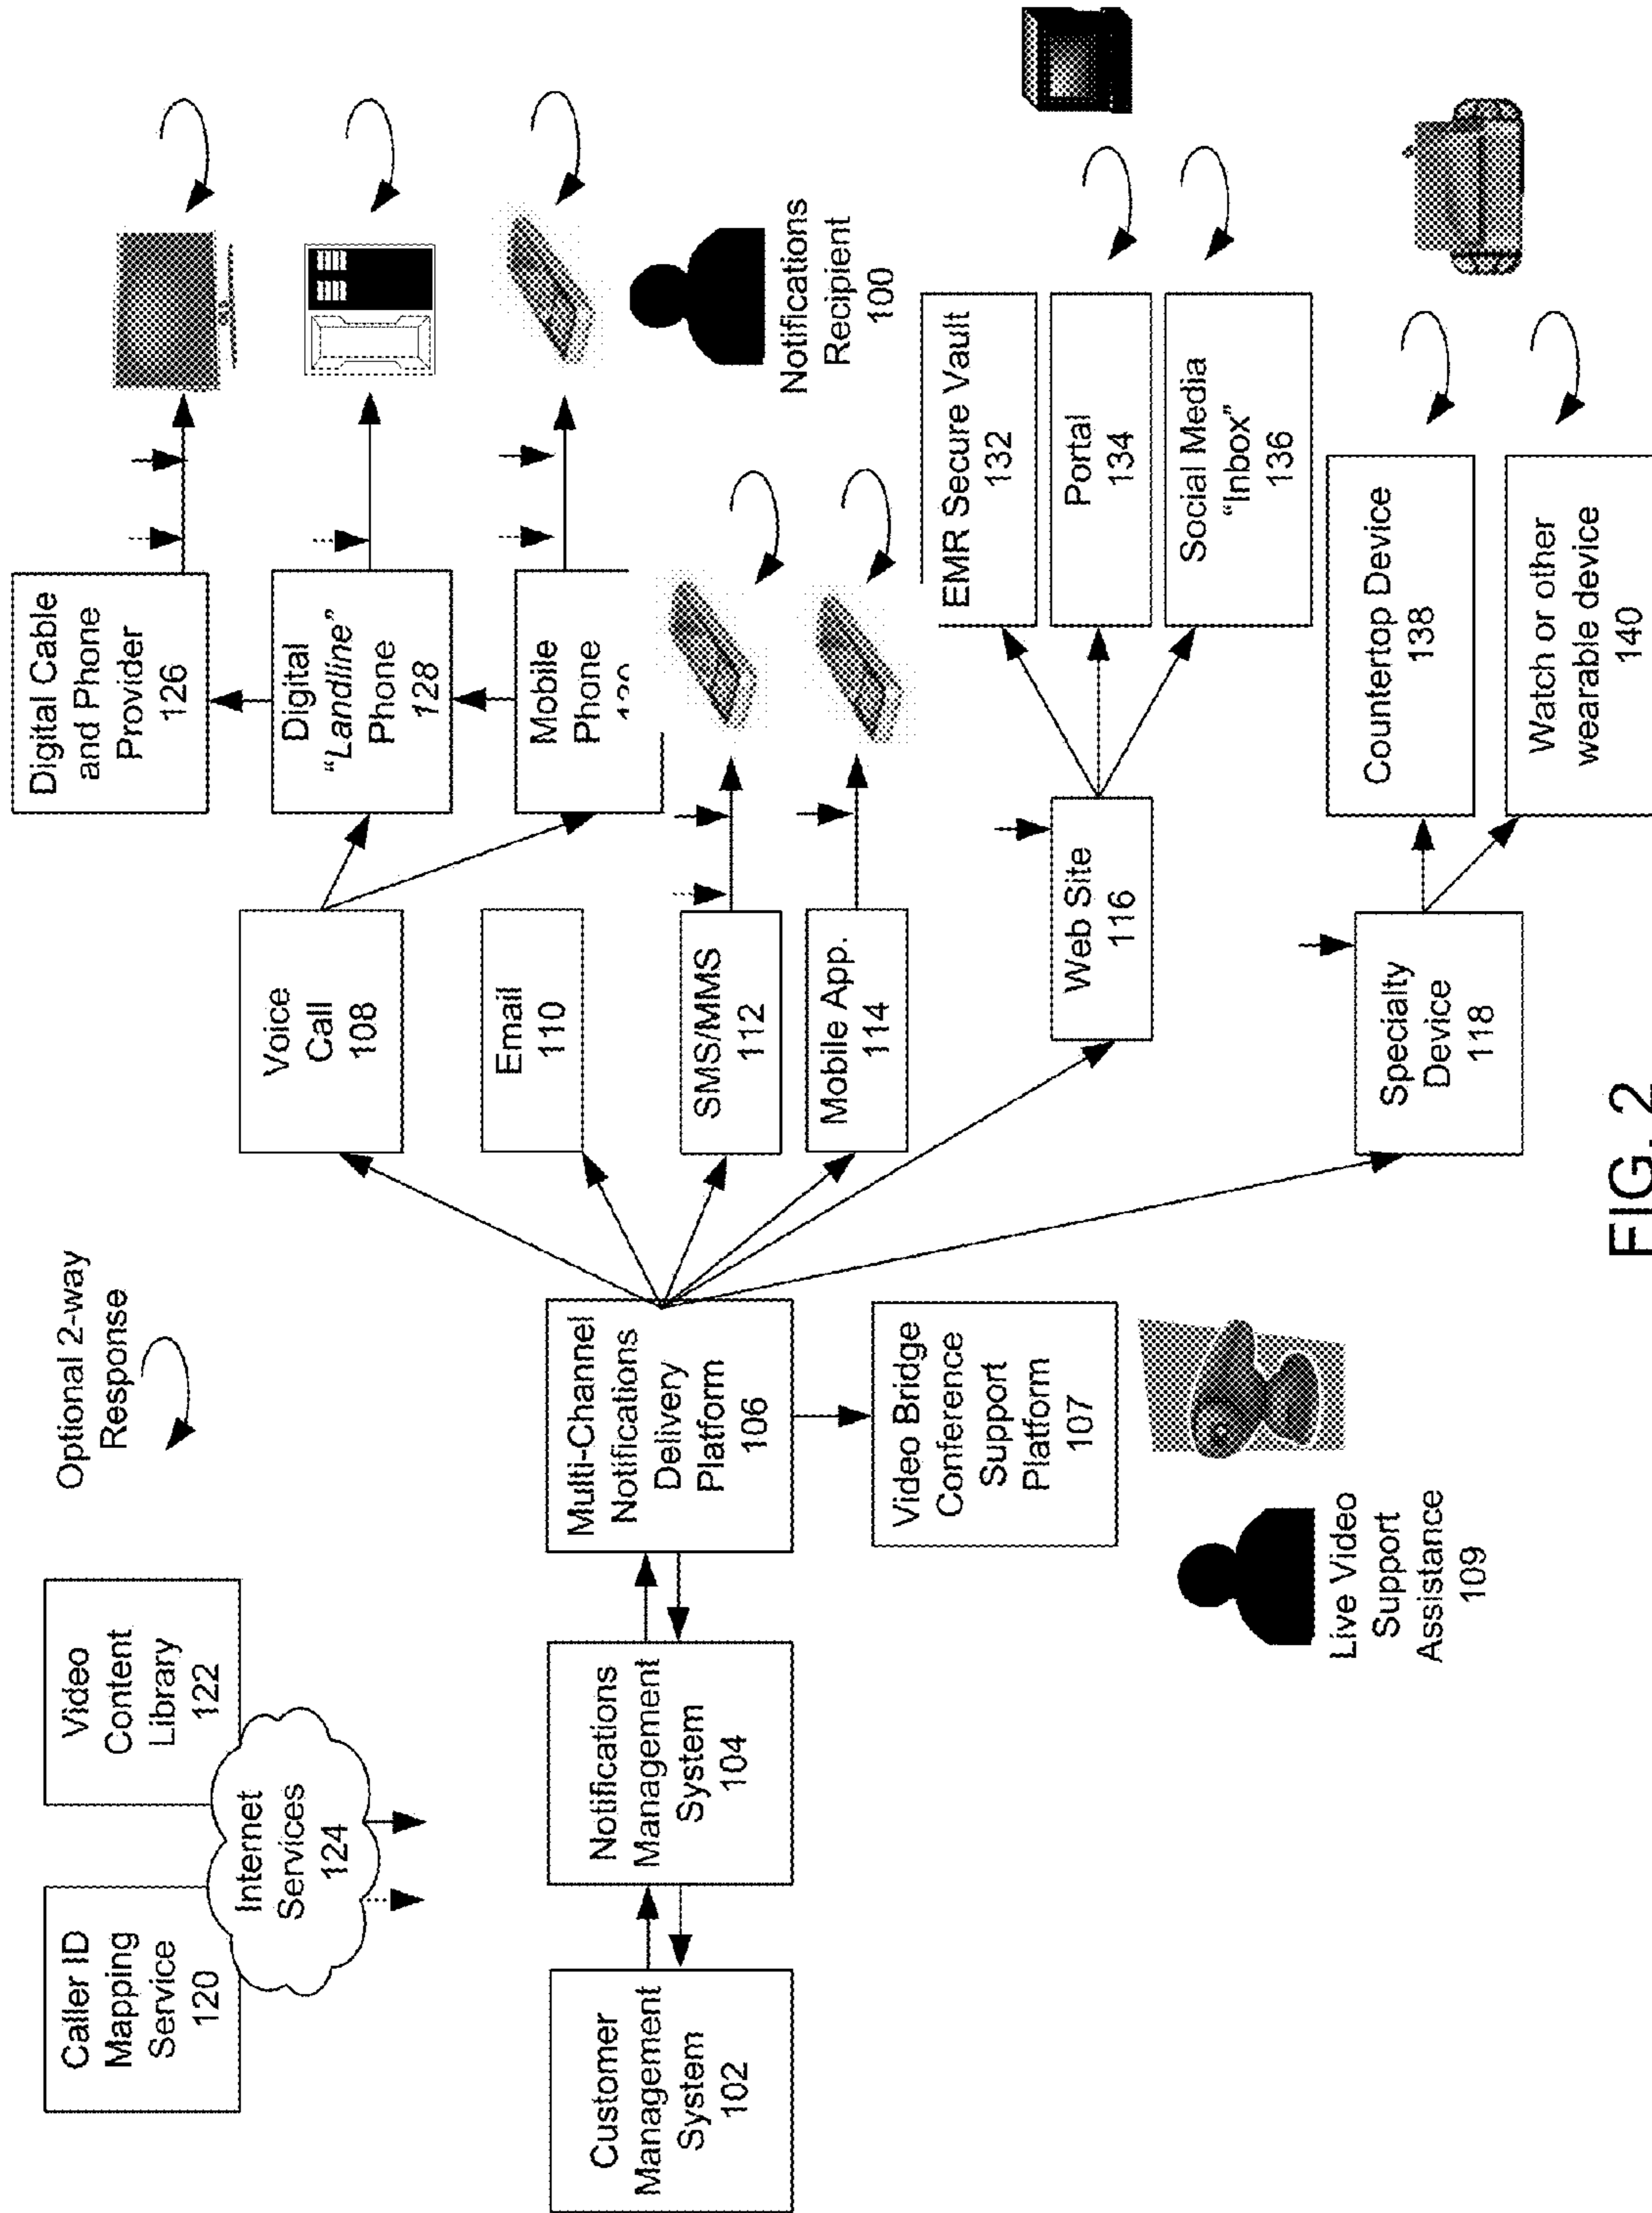 Optional 2-way
Response
Caller ID
Mapping
Service
120
Video
Content
Library
122
Internet
Services
124
Customer
Management
System
102
Notifications
Management
System
104
Multi-Channel
Notifications
Delivery
Platform
106
Video Bridge
Conference
Support
Platform
107
Live Video
Support
Assistance
109
Voice
Call
108
Email
110
SMS/MMS
112
Mobile App.
114
Web Site
116
Specialty
Device
118
Digital Cable
and Phone
Provider
126
Digital
“Landline”
Phone
128
Mobile
Phone
Notifications
Recipient
100
EMR Secure Vault
132
Portal
134
Social Media
“Inbox”
136
Countertop Device
138
Watch or other
wearable device
140
FIG. 2